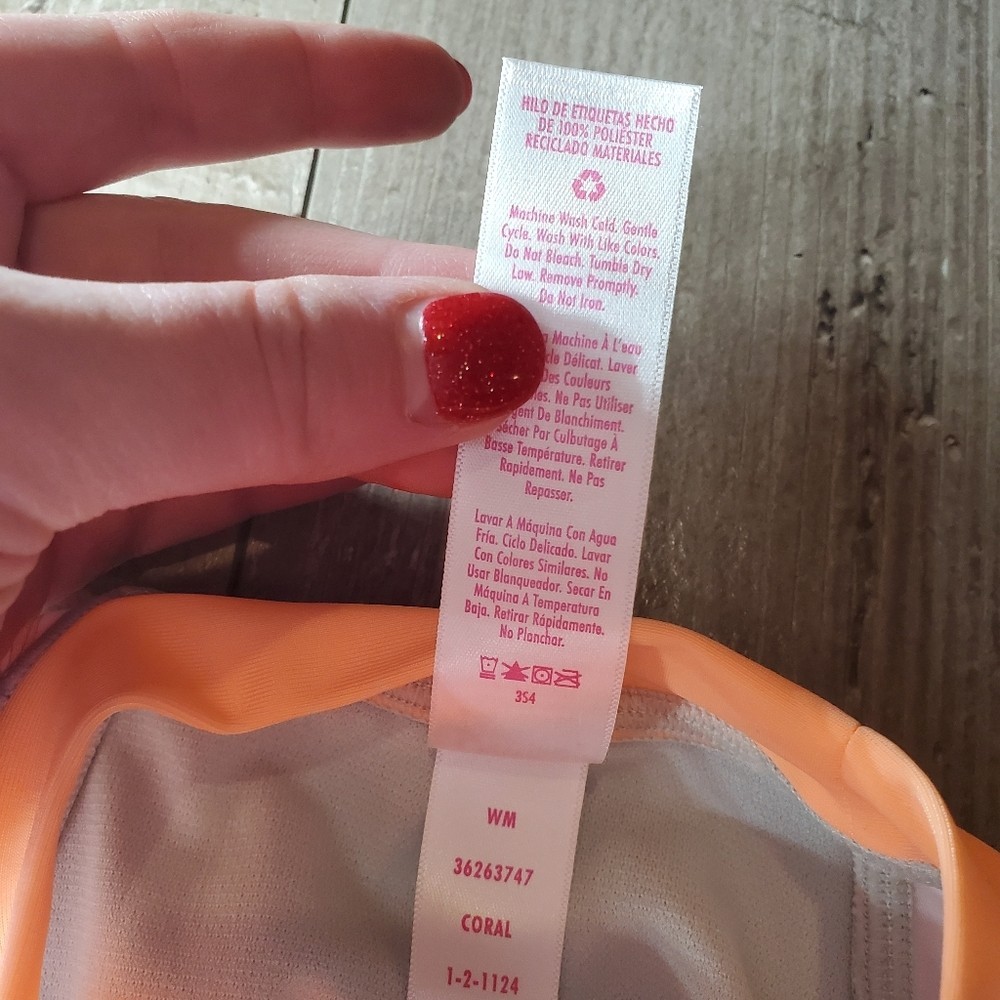 HILO DE ETIQUETAS HECHO
DE 100% POLIÉSTER
RECICLADO MATERIALES
Machine Wash Cold, Gentle
Cycle. Wash With Like Colors.
Do Not Bleach. Tumble Dry
Low. Remove Promptly.
Do Not Iron.
Machine À L'eau
Délicat. Laver
Des Couleurs
Ne Pas Utiliser
De Blanchiment.
Sécher Par Culbutage À
Basse Température. Retirer
Rapidement. Ne Pas
Repasser.
Lavar A Máquina Con Agua
Fría. Ciclo Delicado. Lavar
Con Colores Similares. No
Usar Blanqueador. Secar En
Máquina A Temperatura
Baja. Retirar Rápidamente.
No Planchar.
3S4
WM
36263747
CORAL
1-2-1124